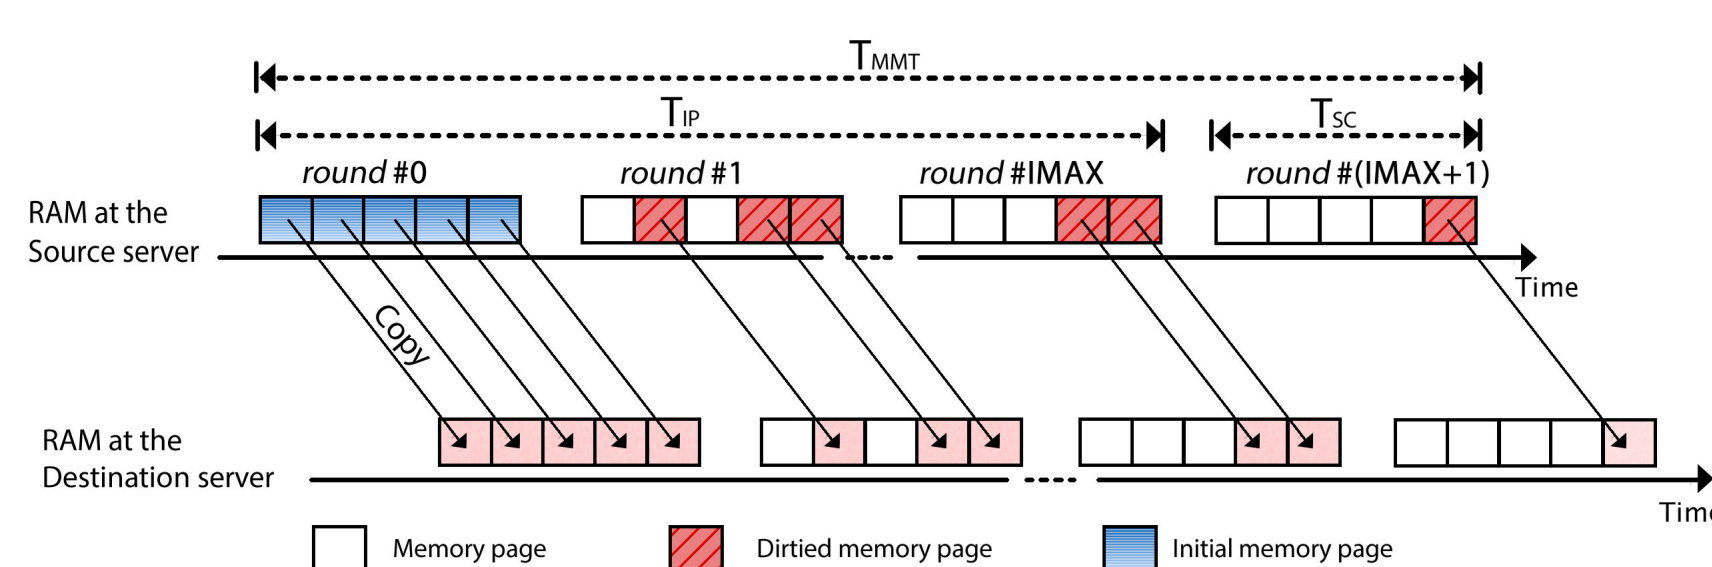 TMMT
TIP
TSC
round #0
round #1
round #IMAX
round #(IMAX+1)
RAM at the
Source server
Time
Copy
RAM at the
Destination server
Memory page
Dirtied memory page
Initial memory page